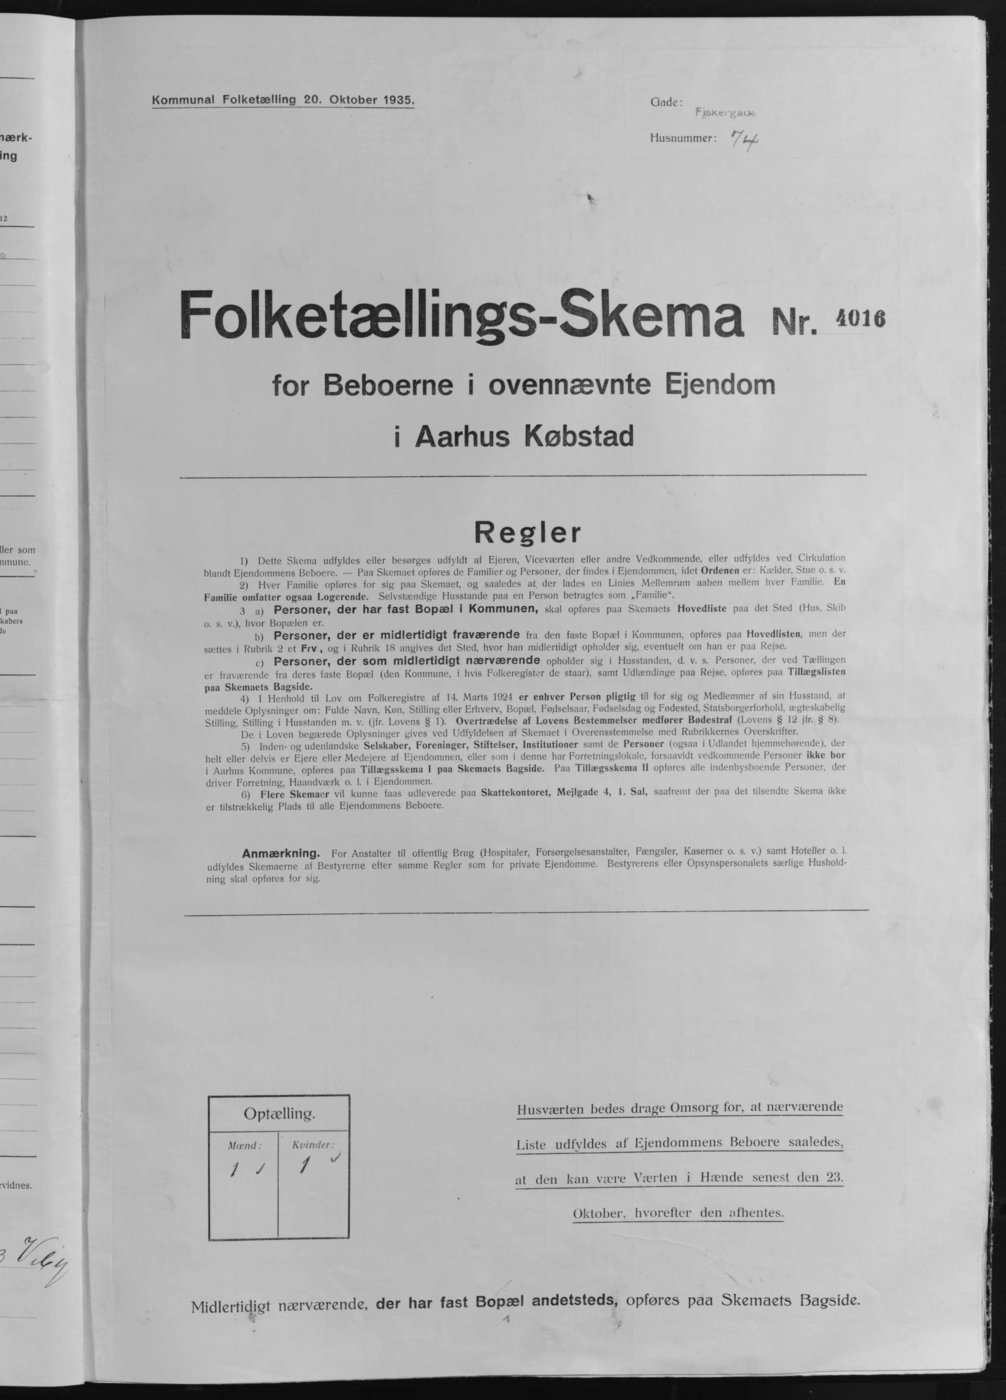 Kommunal Folketælling 20. Oktober 1935.
Gade: Fiskergade
Husnummer: 74
Folketællings-Skema Nr. 4016
for Beboerne i ovennævnte Ejendom
i Aarhus Købstad
Regler
1) Dette Skema udfyldes eller besørges udfyldt af Ejeren, Viceværten eller andre Vedkommende, eller udfyldes ved Cirkulation
blandt Ejendommens Beboere. — Paa Skemaet opføres de Familier og Personer, der findes i Ejendommen, idet Ordenen er: Kælder, Stue o. s. v.
2) Hver Familie opføres for sig paa Skemaet, og saaledes at der lades en Linies Mellemrum aaben mellem hver Familie. En
Familie omfatter ogsaa Logerende. Selvstændige Husstande paa en Person betragtes som „Familie".
3 a) Personer, der har fast Bopæl i Kommunen, skal opføres paa Skemaets Hovedliste paa det Sted (Hus, Skib
o. s. v.), hvor Bopælen er.
b) Personer, der er midlertidigt fraværende fra den faste Bopæl i Kommunen, opføres paa Hovedlisten, men der
sættes i Rubrik 2 et Frv., og i Rubrik 18 angives det Sted, hvor han midlertidigt opholder sig, eventuelt om han er paa Rejse.
c) Personer, der som midlertidigt nærværende opholder sig i Husstanden, d. v. s. Personer, der ved Tællingen
er fraværende fra deres faste Bopæl (den Kommune, i hvis Folkeregister de staar), samt Udlændinge paa Rejse, opføres paa Tillægslisten
paa Skemaets Bagside.
4) I Henhold til Lov om Folkeregistre af 14. Marts 1924 er enhver Person pligtig til for sig og Medlemmer af sin Husstand, at
meddele Oplysninger om: Fulde Navn, Køn, Stilling eller Erhverv, Bopæl, Fødselsaar, Fødselsdag og Fødested, Statsborgerforhold, ægteskabelig
Stilling, Stilling i Husstanden m. v. (jfr. Lovens § 1). Overtrædelse af Lovens Bestemmelser medfører Bødestraf (Lovens § 12 jfr. § 8).
De i Loven begærede Oplysninger gives ved Udfyldelsen af Skemaet i Overensstemmelse med Rubrikkernes Overskrifter.
5) Inden- og udenlandske Selskaber, Foreninger, Stiftelser, Institutioner samt de Personer (ogsaa i Udlandet hjemmehørende), der
helt eller delvis er Ejere eller Medejere af Ejendommen, eller som i denne har Forretningslokale, forsaavidt vedkommende Personer ikke bor
i Aarhus Kommune, opføres paa Tillægsskema I paa Skemaets Bagside. Paa Tillægsskema II opføres alle indenbysboende Personer, der
driver Forretning, Haandværk o. l. i Ejendommen.
6) Flere Skemaer vil kunne faas udleverede paa Skattekontoret, Mejlgade 4, 1. Sal, saafremt der paa det tilsendte Skema ikke
er tilstrækkelig Plads til alle Ejendommens Beboere.
Anmærkning. For Anstalter til offentlig Brug (Hospitaler, Forsørgelsesanstalter, Fængsler, Kaserner o. s. v.) samt Hoteller o. l.
udfyldes Skemaerne af Bestyrerne efter samme Regler som for private Ejendomme. Bestyrerens eller Opsynspersonalets særlige Hushold-
ning skal opføres for sig.
Optælling.
Mænd: Kvinder:
1 1
Husværten bedes drage Omsorg for, at nærværende
Liste udfyldes af Ejendommens Beboere saaledes,
at den kan være Værten i Hænde senest den 23.
Oktober, hvorefter den afhentes.
Midlertidigt nærværende, der har fast Bopæl andetsteds, opføres paa Skemaets Bagside.
nærk-
ing
12
ller som
nmune.
paa
kabers
de
vidnes.
3 Viby